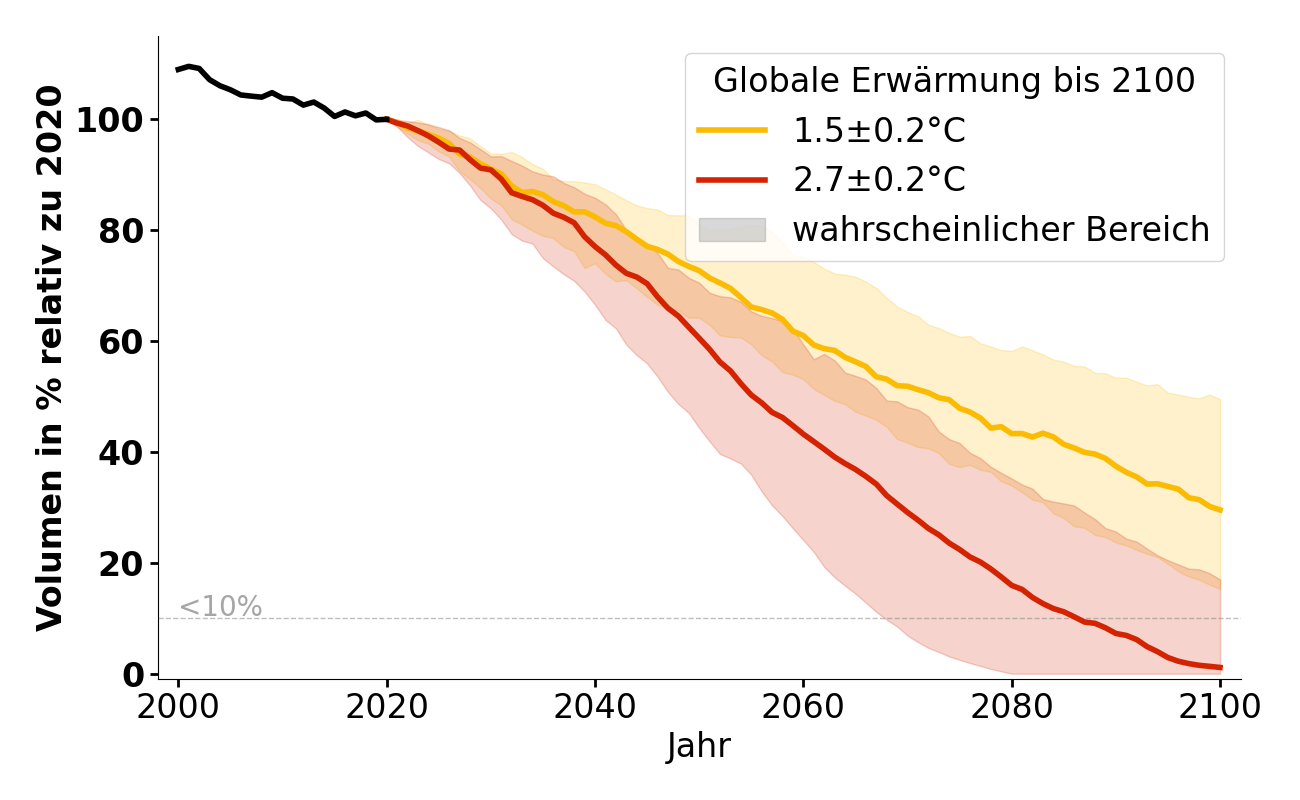 Volumen in % relativ zu 2020
100
80
60
40
20
0
<10%
Globale Erwärmung bis 2100
1.5±0.2°C
2.7±0.2°C
wahrscheinlicher Bereich
2000 2020 2040 2060 2080 2100
Jahr